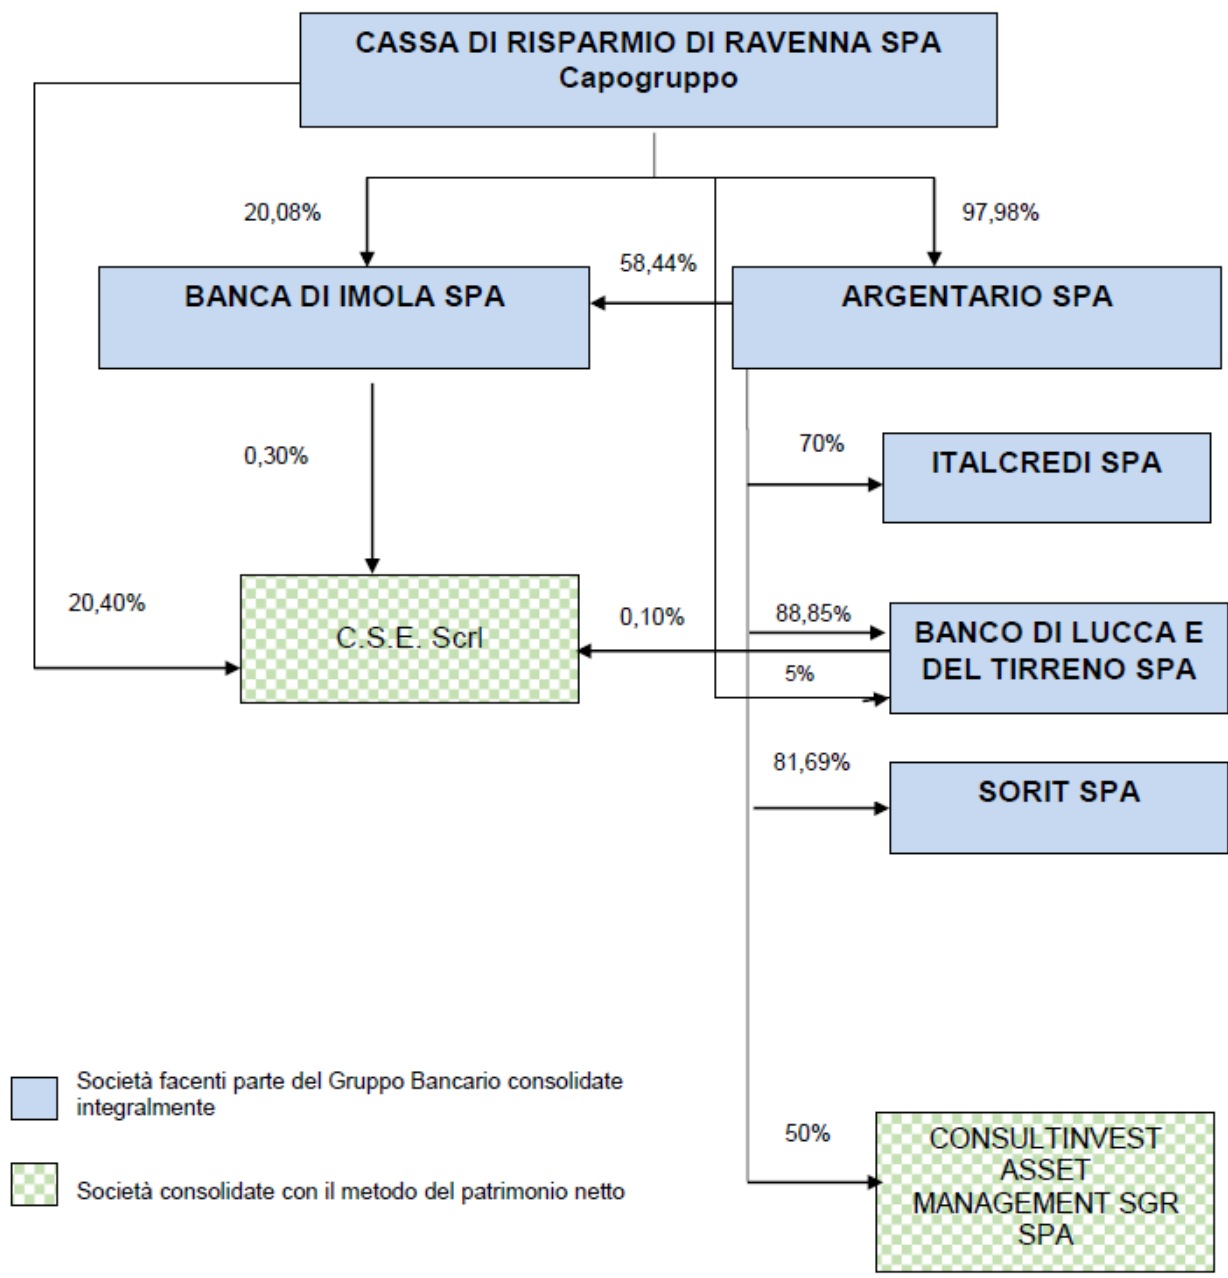 CASSA DI RISPARMIO DI RAVENNA SPA
Capogruppo
20,08%
97,98%
58,44%
BANCA DI IMOLA SPA
ARGENTARIO SPA
70%
ITALCREDI SPA
0,30%
20,40%
C.S.E. Scrl
0,10%
88,85%
BANCO DI LUCCA E
DEL TIRRENO SPA
5%
81,69%
SORIT SPA
Società facenti parte del Gruppo Bancario consolidate
integralmente
50%
CONSULTINVEST
ASSET
MANAGEMENT SGR
SPA
Società consolidate con il metodo del patrimonio netto